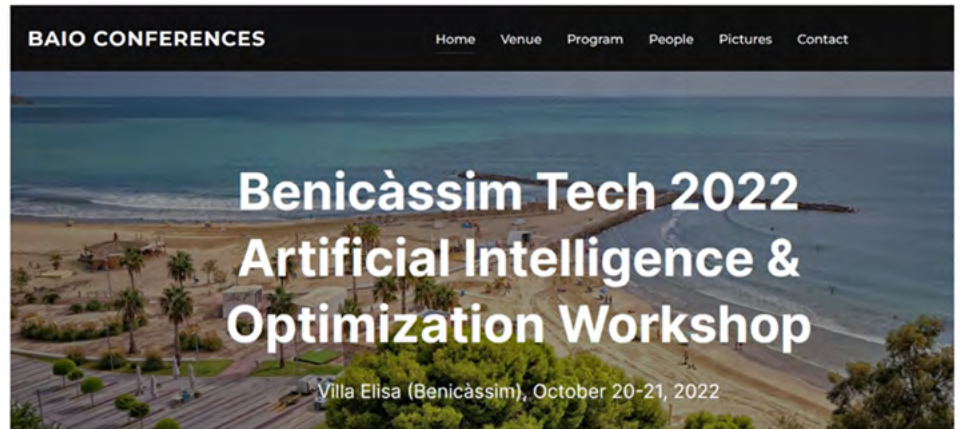 BAIO CONFERENCES
Home Venue Program People Pictures Contact
Benicàssim Tech 2022
Artificial Intelligence &
Optimization Workshop
Villa Elisa (Benicàssim), October 20-21, 2022